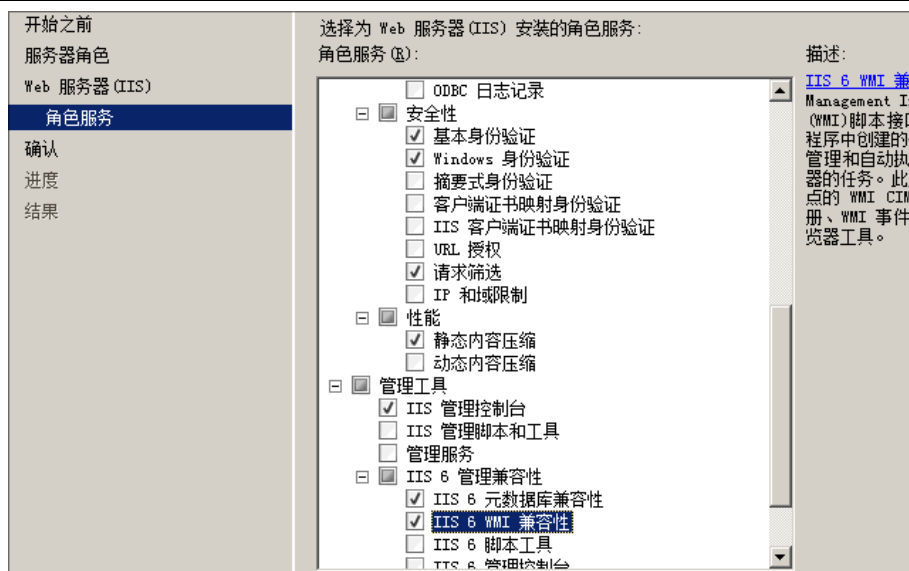 开始之前
服务器角色
Web 服务器(IIS)
角色服务
确认
进度
结果
选择为 Web 服务器(IIS) 安装的角色服务:
角色服务(R):
ODBC 日志记录
安全性
基本身份验证
Windows 身份验证
摘要式身份验证
客户端证书映射身份验证
IIS 客户端证书映射身份验证
URL 授权
请求筛选
IP 和域限制
性能
静态内容压缩
动态内容压缩
管理工具
IIS 管理控制台
IIS 管理脚本和工具
管理服务
IIS 6 管理兼容性
IIS 6 元数据库兼容性
IIS 6 WMI 兼容性
IIS 6 脚本工具
IIS 6 管理控制台
描述:
IIS 6 WMI 兼
Management I
(WMI)脚本接
程序中创建的
管理和自动执
器的任务。此
点的 WMI CIM
册、WMI 事件
览器工具。